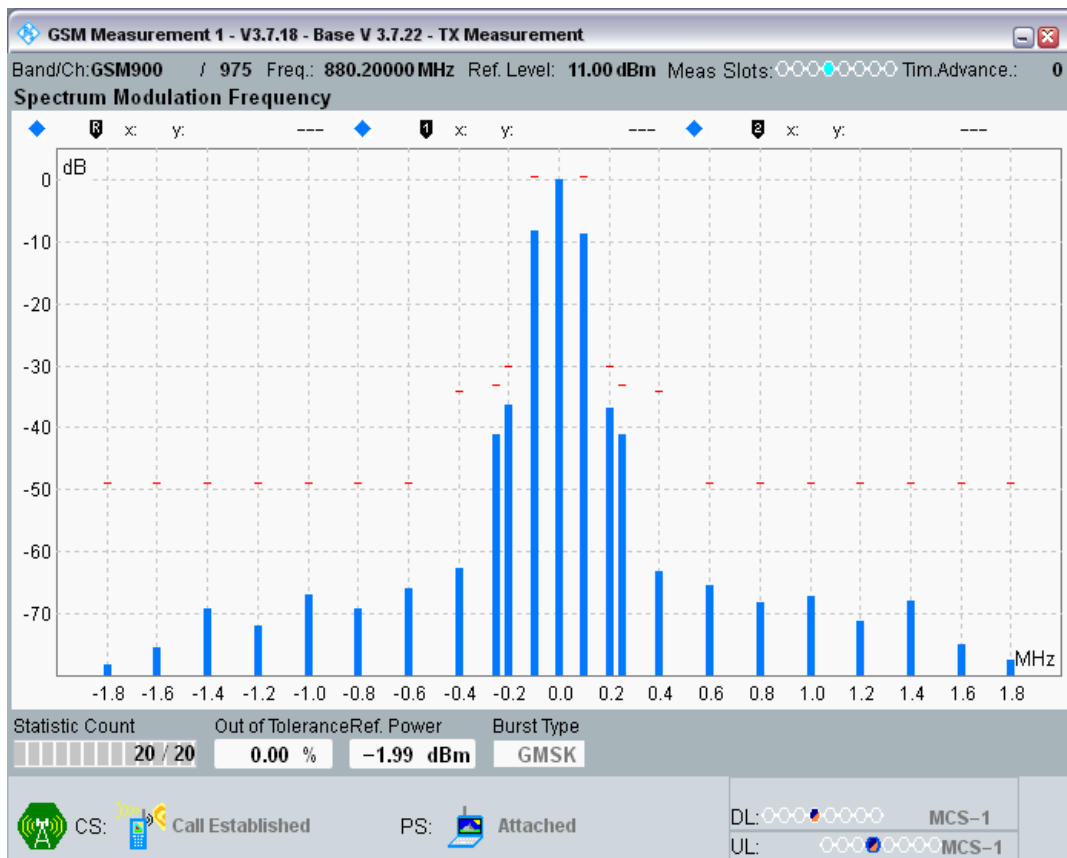 GSM Measurement 1 - V3.7.18 - Base V 3.7.22 - TX Measurement
Band/Ch:GSM900 / 975 Freq.: 880.20000 MHz Ref. Level: 11.00 dBm Meas Slots: Tim.Advance.: 0
Spectrum Modulation Frequency
R x: y: --- 1 x: y: --- 2 x: y: ---
dB
0
-10
-20
-30
-40
-50
-60
-70
MHz
-1.8 -1.6 -1.4 -1.2 -1.0 -0.8 -0.6 -0.4 -0.2 0.0 0.2 0.4 0.6 0.8 1.0 1.2 1.4 1.6 1.8
Statistic Count Out of Tolerance Ref. Power Burst Type
20 / 20 0.00 % −1.99 dBm GMSK
CS: Call Established PS: Attached
DL: MCS−1
UL: MCS−1